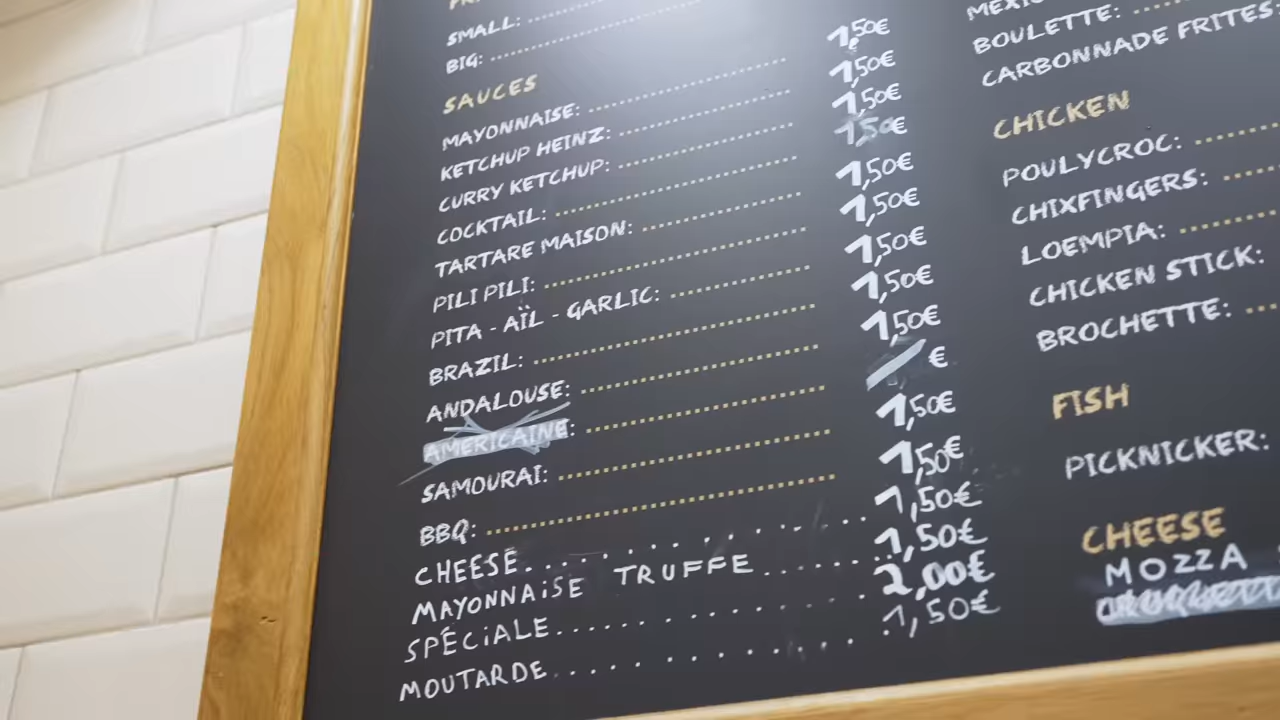 SMALL:
BIG:
SAUCES
MAYONNAISE: 1,50€
KETCHUP HEINZ: 1,50€
CURRY KETCHUP: 1,50€
COCKTAIL: 1,50€
TARTARE MAISON: 1,50€
PILI PILI: 1,50€
PITA - AÏL - GARLIC: 1,50€
BRAZIL: 1,50€
ANDALOUSE: 1,50€
AMERICAINE: €
SAMOURAI: 1,50€
BBQ: 1,50€
CHEESE 1,50€
MAYONNAISE TRUFFE 1,50€
SPÉCIALE 2,00€
MOUTARDE 1,50€
BOULETTE:
CARBONNADE FRITES:
CHICKEN
POULYCROC:
CHIXFINGERS:
LOEMPIA:
CHICKEN STICK:
BROCHETTE:
FISH
PICKNICKER:
CHEESE
MOZZA